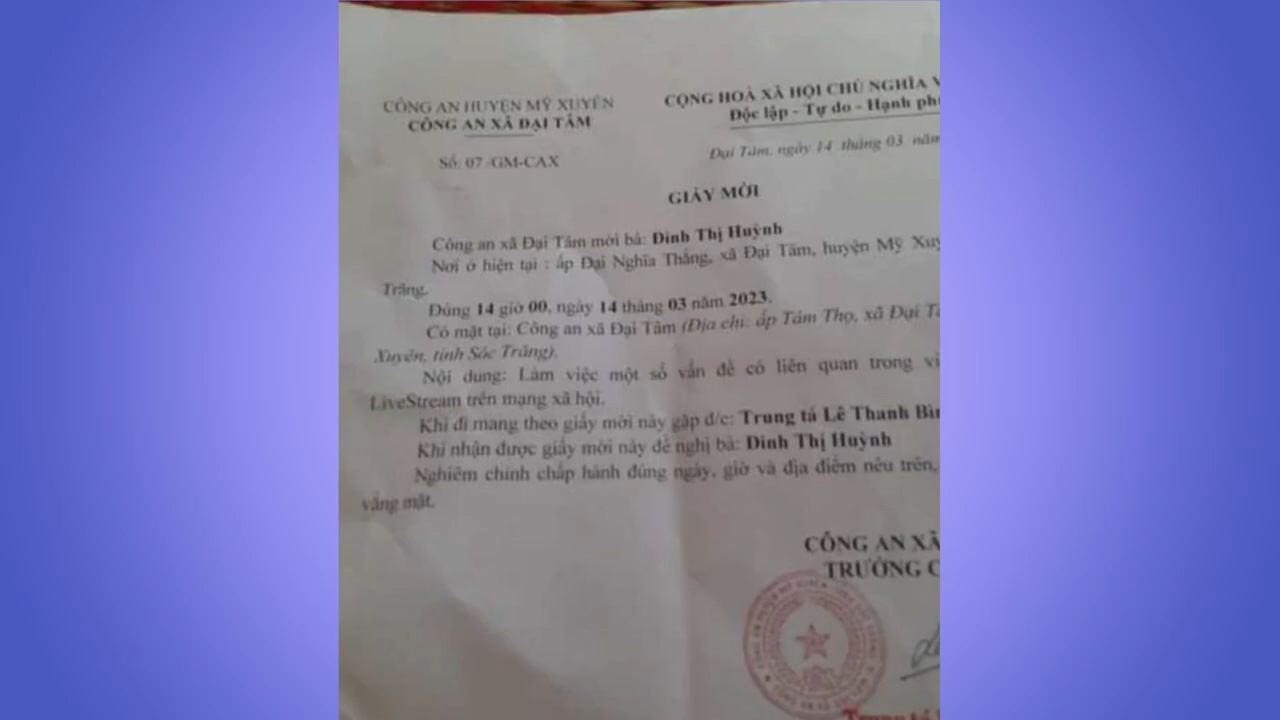 CÔNG AN HUYỆN MỸ XUYÊN
CÔNG AN XÃ ĐẠI TÂM
Số: 07 /GM-CAX
CỘNG HOÀ XÃ HỘI CHỦ NGHĨA
Độc lập - Tự do - Hạnh
Đại Tâm, ngày 14 tháng 03 năm
GIẤY MỜI
Công an xã Đại Tâm mời bà: Đinh Thị Huỳnh
Nơi ở hiện tại : ấp Đại Nghĩa Thắng, xã Đại Tâm, huyện Mỹ
Trăng.
Đúng 14 giờ 00, ngày 14 tháng 03 năm 2023.
Có mặt tại: Công an xã Đại Tâm (Địa chỉ: ấp Tâm Thọ, xã Đại
Xuyên, tỉnh Sóc Trăng).
Nội dung: Làm việc một số vấn đề có liên quan trong
LiveStream trên mạng xã hội.
Khi đi mang theo giấy mời này gặp đ/c: Trung tá Lê Thanh
Khi nhận được giấy mời này đề nghị bà: Đinh Thị Huỳnh
Nghiêm chỉnh chấp hành đúng ngày, giờ và địa điểm nêu trên,
vắng mặt.
CÔNG AN XÃ
TRƯỞNG
Trung tá